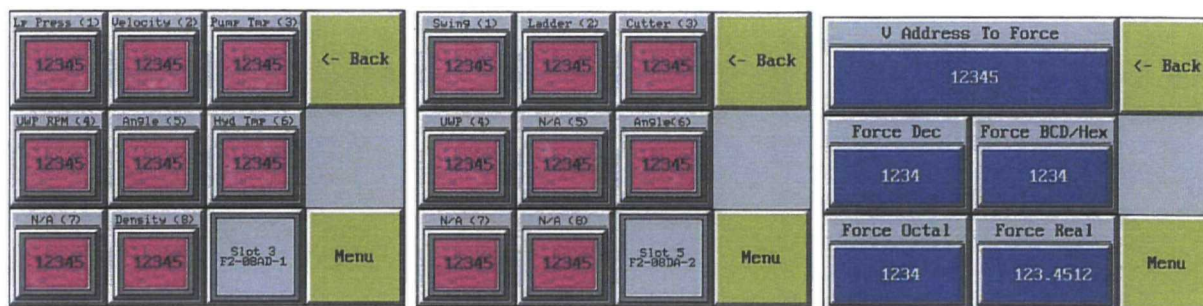 Lr Press (1) Velocity (2) Pump Tmp (3)
12345 12345 12345 <- Back
UWP RPM (4) Angle (5) Hyd Tmp (6)
12345 12345 12345
N/A (7) Density (8)
12345 12345 Slot 3
F2-08AD-1 Menu
Swing (1) Ladder (2) Cutter (3)
12345 12345 12345 <- Back
UWP (4) N/A (5) Angle(6)
12345 12345 12345
N/A (7) N/A (8)
12345 12345 Slot 5
F2-08DA-2 Menu
V Address To Force
12345 <- Back
Force Dec Force BCD/Hex
1234 1234
Force Octal Force Real
1234 123.4512 Menu